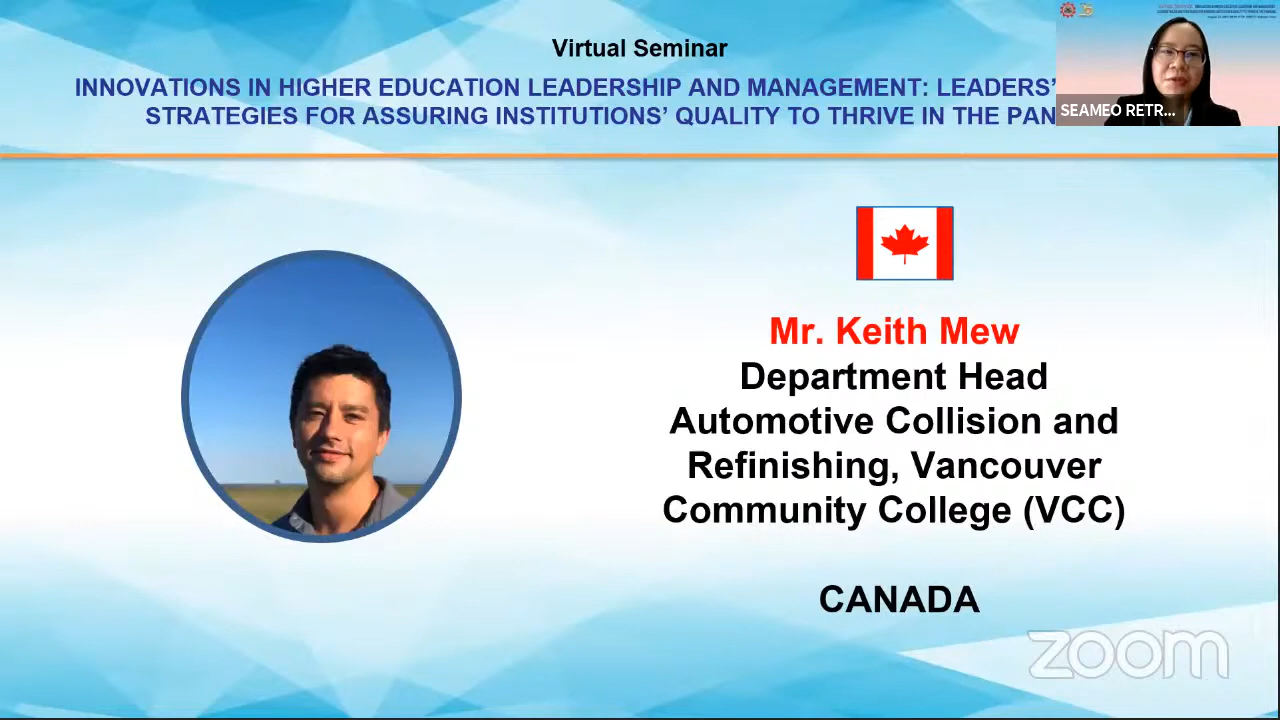 Virtual Seminar
INNOVATIONS IN HIGHER EDUCATION LEADERSHIP AND MANAGEMENT: LEADERS'
STRATEGIES FOR ASSURING INSTITUTIONS' QUALITY TO THRIVE IN THE PAN
SEAMEO RETR...
Mr. Keith Mew
Department Head
Automotive Collision and
Refinishing, Vancouver
Community College (VCC)
CANADA
zoom